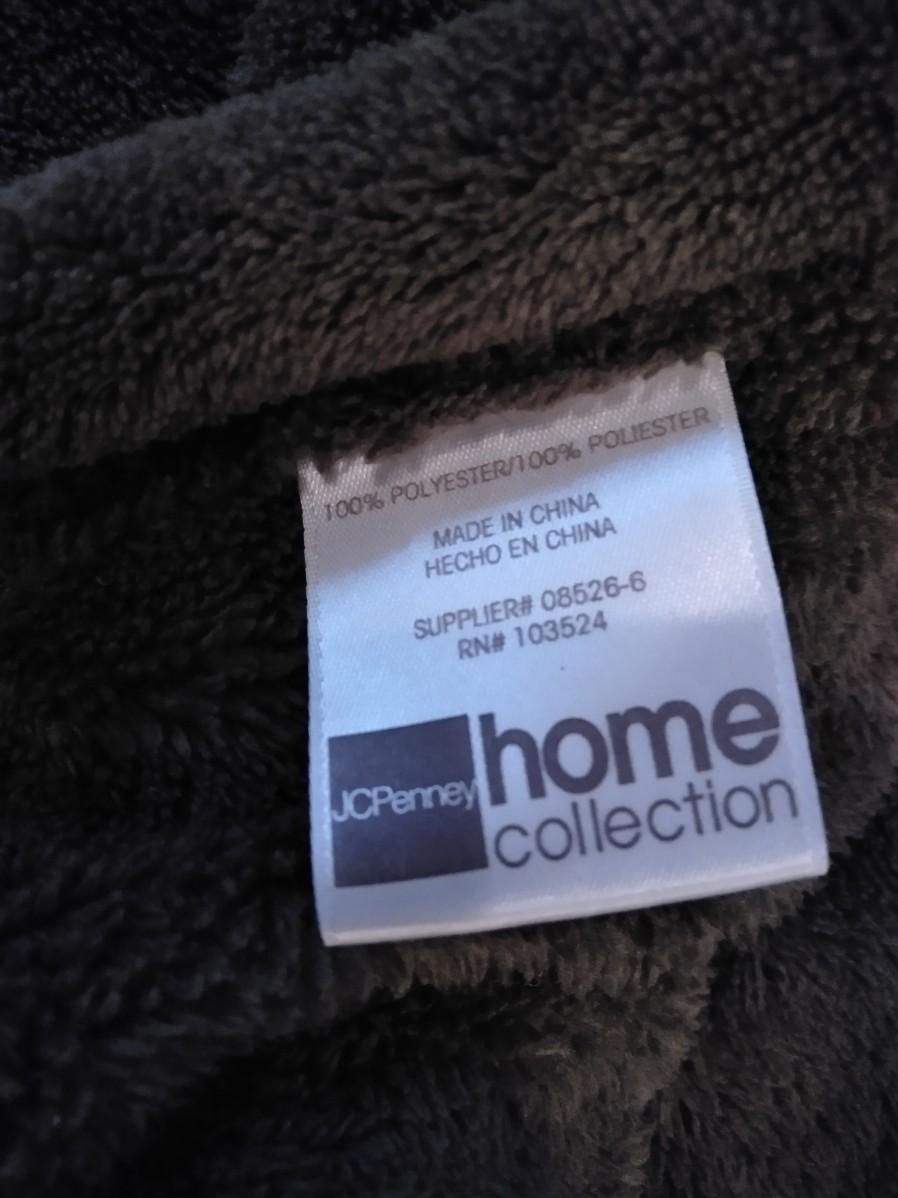 100% POLYESTER/100% POLIESTER
MADE IN CHINA
HECHO EN CHINA
SUPPLIER# 08526-6
RN# 103524
JCPenney
home
collection